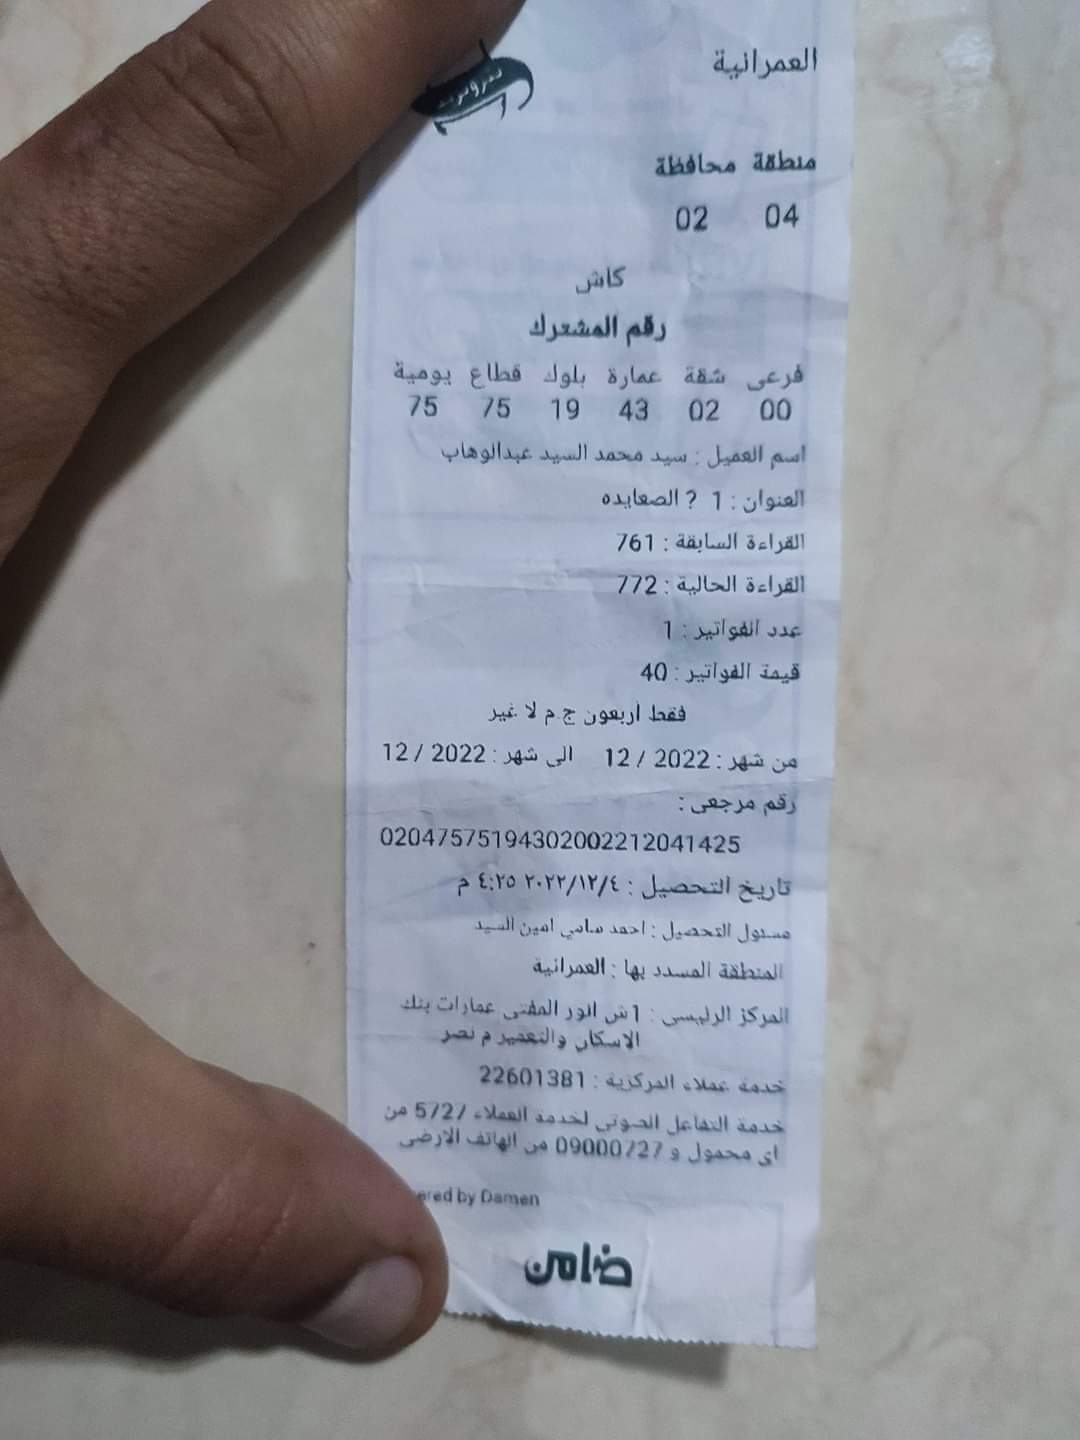 العمرانية
بتروتريد
منطقة محافظة
04 02
كاش
رقم المشترك
فرعى شقة عمارة بلوك قطاع يومية
00 02 43 19 75 75
اسم العميل : سيد محمد السيد عبدالوهاب
العنوان : 1 ? الصعايده
القراءة السابقة : 761
القراءة الحالية : 772
عدد الفواتير : 1
قيمة الفواتير : 40
فقط اربعون ج.م لا غير
من شهر : 2022 / 12 الى شهر : 2022 / 12
رقم مرجعى :
02047575194302002212041425
تاريخ التحصيل : ٢٠٢٢/١٢/٤ ٤:٢٥ م
مسئول التحصيل : احمد سامي امين السيد
المنطقة المسدد بها : العمرانية
المركز الرئيسى : 1ش انور المفتى عمارات بنك
الاسكان والتعمير م نصر
خدمة عملاء المركزية : 22601381
خدمة التفاعل الصوتى لخدمة العملاء 5727 من
اى محمول و 09000727 من الهاتف الارضى
ered by Damen
ضامن